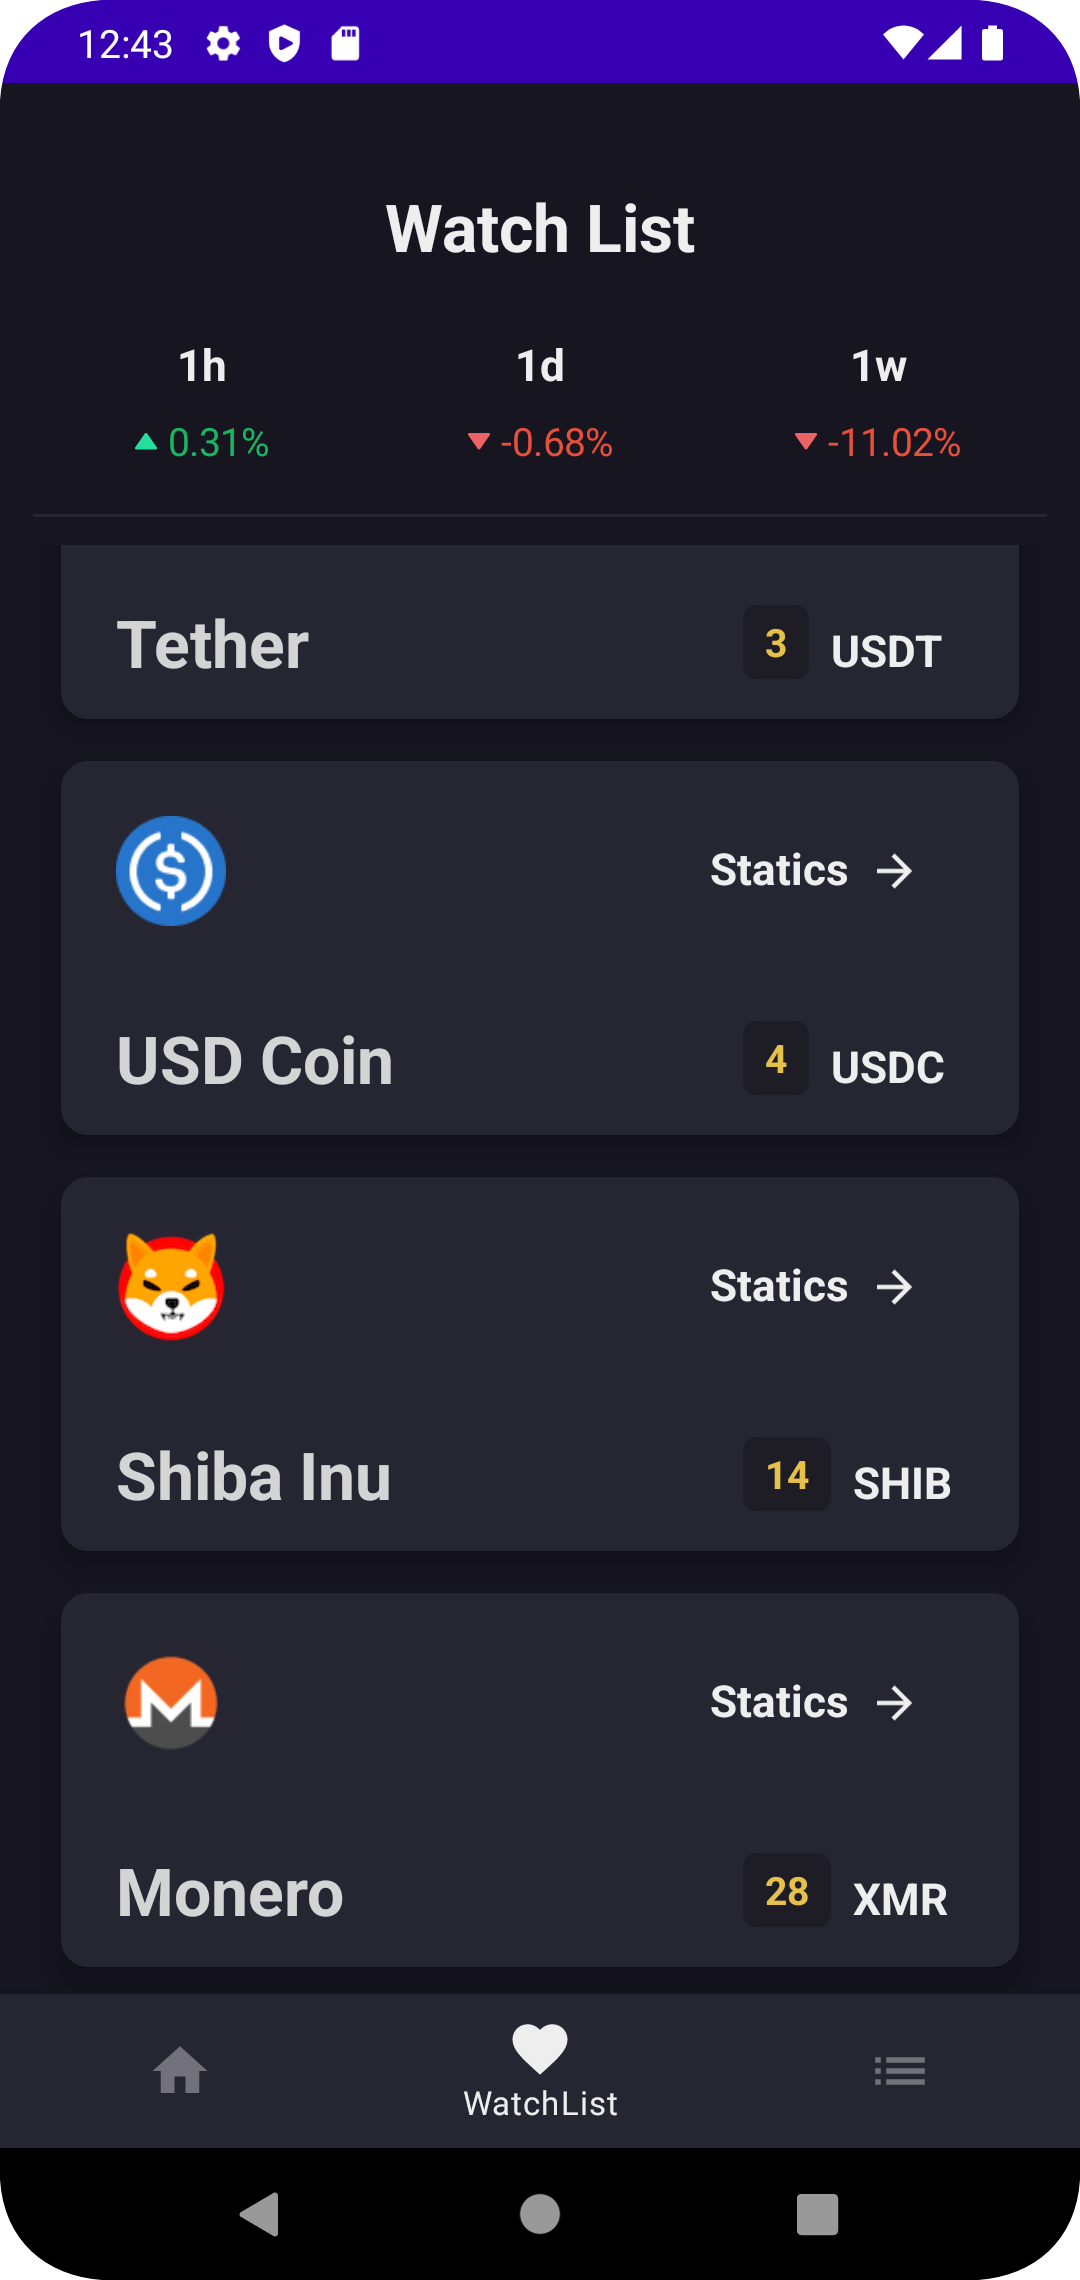 12:43
Watch List
1h 1d 1w
0.31% -0.68% -11.02%
Tether 3 USDT
Statics
USD Coin 4 USDC
Statics
Shiba Inu 14 SHIB
Statics
Monero 28 XMR
WatchList